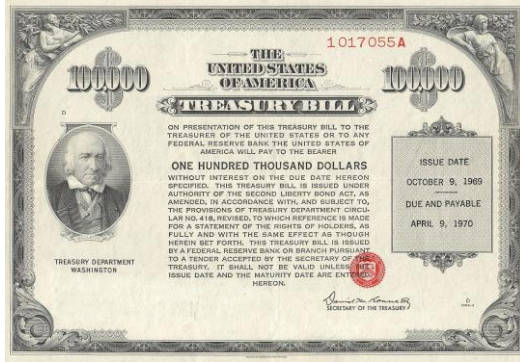 1017055A
THE
UNITED STATES
OF AMERICA
100,000
100,000
TREASURY BILL
D
ON PRESENTATION OF THIS TREASURY BILL TO THE
TREASURER OF THE UNITED STATES OR TO ANY
FEDERAL RESERVE BANK THE UNITED STATES OF
AMERICA WILL PAY TO THE BEARER
ONE HUNDRED THOUSAND DOLLARS
WITHOUT INTEREST ON THE DUE DATE HEREON
SPECIFIED. THIS TREASURY BILL IS ISSUED UNDER
AUTHORITY OF THE SECOND LIBERTY BOND ACT, AS
AMENDED, IN ACCORDANCE WITH, AND SUBJECT TO,
THE PROVISIONS OF TREASURY DEPARTMENT CIRCU-
LAR NO. 418, REVISED, TO WHICH REFERENCE IS MADE
FOR A STATEMENT OF THE RIGHTS OF HOLDERS, AS
FULLY AND WITH THE SAME EFFECT AS THOUGH
HEREIN SET FORTH. THIS TREASURY BILL IS ISSUED
BY A FEDERAL RESERVE BANK OR BRANCH PURSUANT
TO A TENDER ACCEPTED BY THE SECRETARY OF THE
TREASURY. IT SHALL NOT BE VALID UNLESS THE
ISSUE DATE AND THE MATURITY DATE ARE ENTERED
HEREON.
ISSUE DATE
OCTOBER 9, 1969
DUE AND PAYABLE
APRIL 9, 1970
TREASURY DEPARTMENT
WASHINGTON
SECRETARY OF THE TREASURY
D